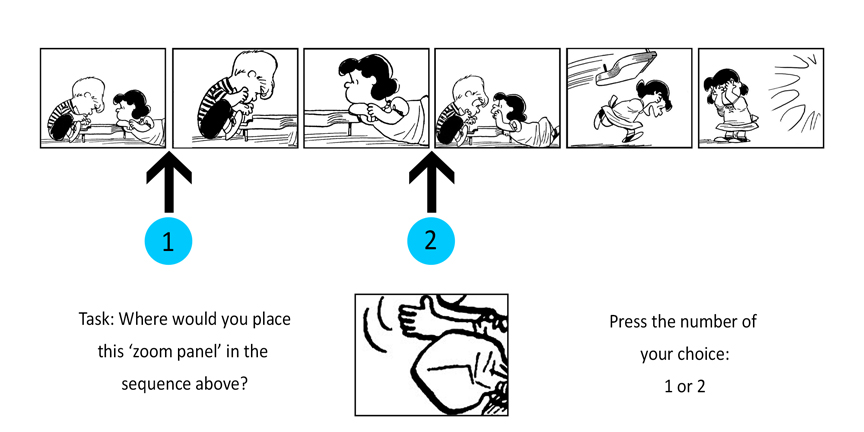 1
2
Task: Where would you place
this ‘zoom panel’ in the
sequence above?
Press the number of
your choice:
1 or 2